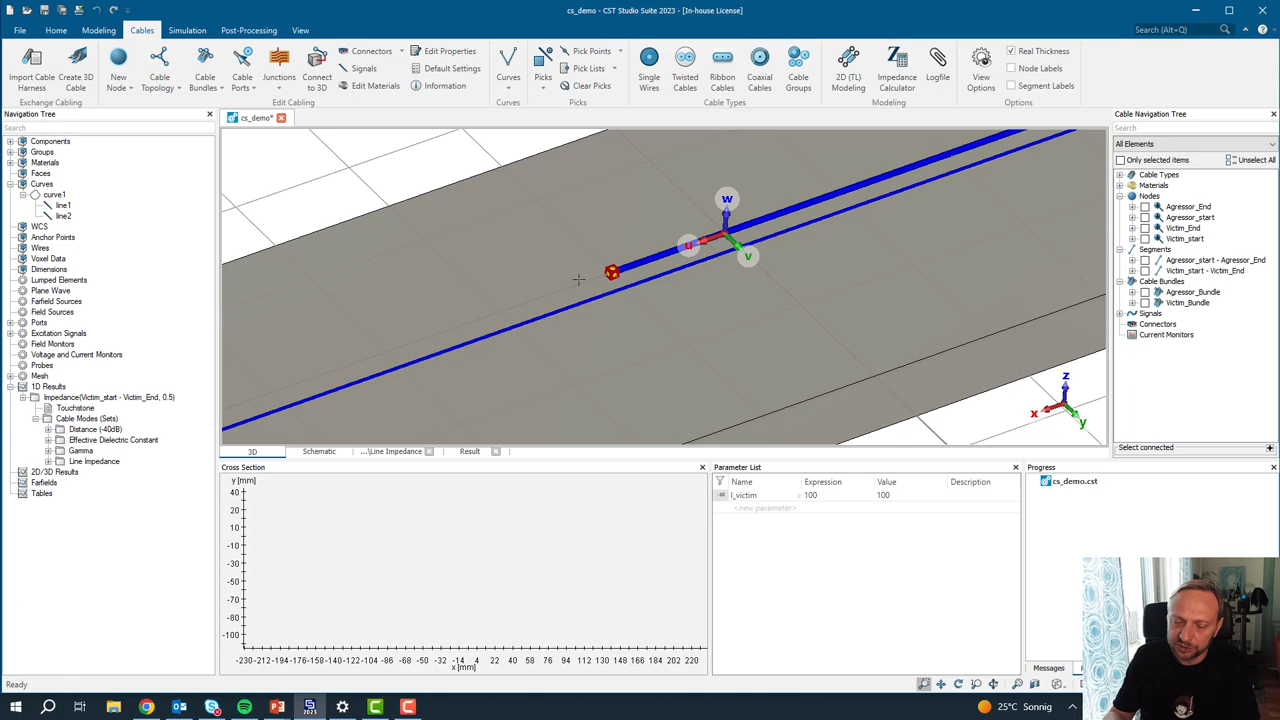 cs_demo - CST Studio Suite 2023 - [In-house License]
File Home Modeling Cables Simulation Post-Processing View
Search (Alt+Q)
Import Cable Harness
Create 3D Cable
Exchange Cabling
New Node
Cable Topology
Cable Bundles
Cable Ports
Junctions
Connect to 3D
Connectors
Signals
Edit Materials
Edit Properties
Default Settings
Information
Edit Cabling
Curves
Curves
Picks
Pick Points
Pick Lists
Clear Picks
Picks
Single Wires
Twisted Cables
Ribbon Cables
Coaxial Cables
Cable Groups
Cable Types
2D (TL) Modeling
Impedance Calculator
Logfile
Modeling
View Options
Real Thickness
Node Labels
Segment Labels
Options
Navigation Tree
Search
Components
Groups
Materials
Faces
Curves
curve1
line1
line2
WCS
Anchor Points
Wires
Voxel Data
Dimensions
Lumped Elements
Plane Wave
Farfield Sources
Field Sources
Ports
Excitation Signals
Field Monitors
Voltage and Current Monitors
Probes
Mesh
1D Results
Impedance(Victim_start - Victim_End, 0.5)
Touchstone
Cable Modes (Sets)
Distance (-40dB)
Effective Dielectric Constant
Gamma
Line Impedance
2D/3D Results
Farfields
Tables
cs_demo*
w
u
v
z
x
y
3D Schematic ...\Line Impedance Result
Cross Section
y [mm]
40
20
10
-10
-30
-50
-70
-80
-100
-230-212-194-176-158-140-122-104 -86 -68 -50 -32 -14 4 22 40 58 76 94 112 130 148 166 184 202 220
x [mm]
Parameter List
Name Expression Value Description
l_victim = 100 100
<new parameter>
Progress
cs_demo.cst
Messages
Cable Navigation Tree
Search
All Elements
Only selected items Unselect All
Cable Types
Materials
Nodes
Agressor_End
Agressor_start
Victim_End
Victim_start
Segments
Agressor_start - Agressor_End
Victim_start - Victim_End
Cable Bundles
Agressor_Bundle
Victim_Bundle
Signals
Connectors
Current Monitors
Select connected
Ready
2023
25°C Sonnig